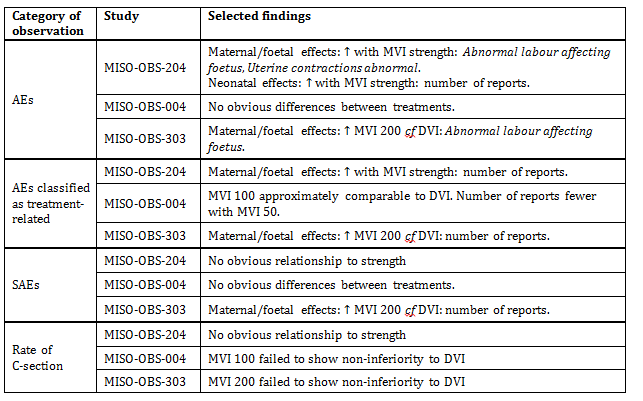 Category of observation Study Selected findings
AEs
MISO-OBS-204 Maternal/foetal effects: ↑ with MVI strength: Abnormal labour affecting
foetus, Uterine contractions abnormal.
Neonatal effects: ↑ with MVI strength: number of reports.
MISO-OBS-004 No obvious differences between treatments.
MISO-OBS-303 Maternal/foetal effects: ↑ MVI 200 cf DVI: Abnormal labour affecting
foetus.
AEs classified
as treatment-
related
MISO-OBS-204 Maternal/foetal effects: ↑ with MVI strength: number of reports.
MISO-OBS-004 MVI 100 approximately comparable to DVI. Number of reports fewer
with MVI 50.
MISO-OBS-303 Maternal/foetal effects: ↑ MVI 200 cf DVI: number of reports.
SAEs
MISO-OBS-204 No obvious relationship to strength
MISO-OBS-004 No obvious differences between treatments.
MISO-OBS-303 Maternal/foetal effects: ↑ MVI 200 cf DVI: number of reports.
Rate of
C-section
MISO-OBS-204 No obvious relationship to strength
MISO-OBS-004 MVI 100 failed to show non-inferiority to DVI
MISO-OBS-303 MVI 200 failed to show non-inferiority to DVI